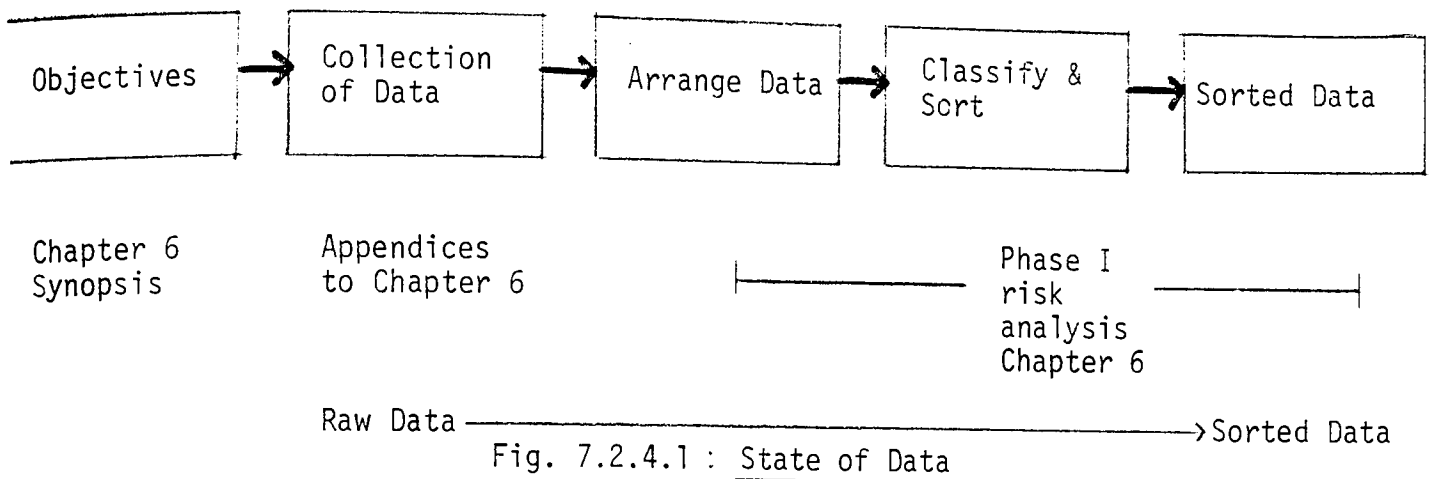 Objectives
Collection
of Data
Arrange Data
Classify &
Sort
Sorted Data
Chapter 6
Synopsis
Appendices
to Chapter 6
Phase I
risk
analysis
Chapter 6
Raw Data
Sorted Data
Fig. 7.2.4.1 : State of Data